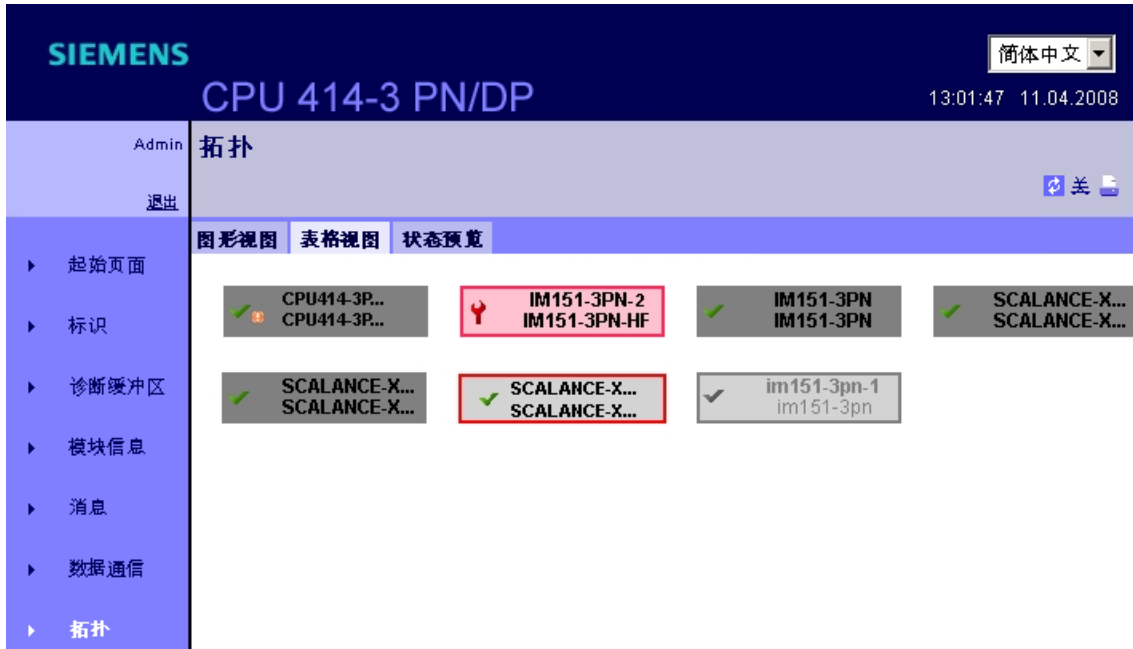 SIEMENS
简体中文
CPU 414-3 PN/DP
13:01:47 11.04.2008
Admin
拓扑
关
退出
图形视图 表格视图 状态预览
起始页面
标识
诊断缓冲区
模块信息
消息
数据通信
拓扑
CPU414-3P...
CPU414-3P...
IM151-3PN-2
IM151-3PN-HF
IM151-3PN
IM151-3PN
SCALANCE-X...
SCALANCE-X...
SCALANCE-X...
SCALANCE-X...
SCALANCE-X...
SCALANCE-X...
im151-3pn-1
im151-3pn